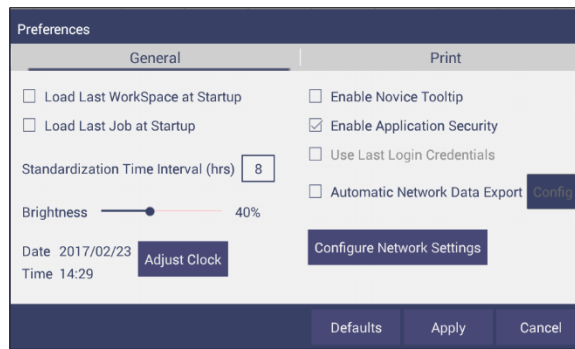 Preferences
General
Print
Load Last WorkSpace at Startup
Load Last Job at Startup
Standardization Time Interval (hrs) 8
Brightness 40%
Date 2017/02/23
Time 14:29
Adjust Clock
Enable Novice Tooltip
Enable Application Security
Use Last Login Credentials
Automatic Network Data Export Config
Configure Network Settings
Defaults Apply Cancel